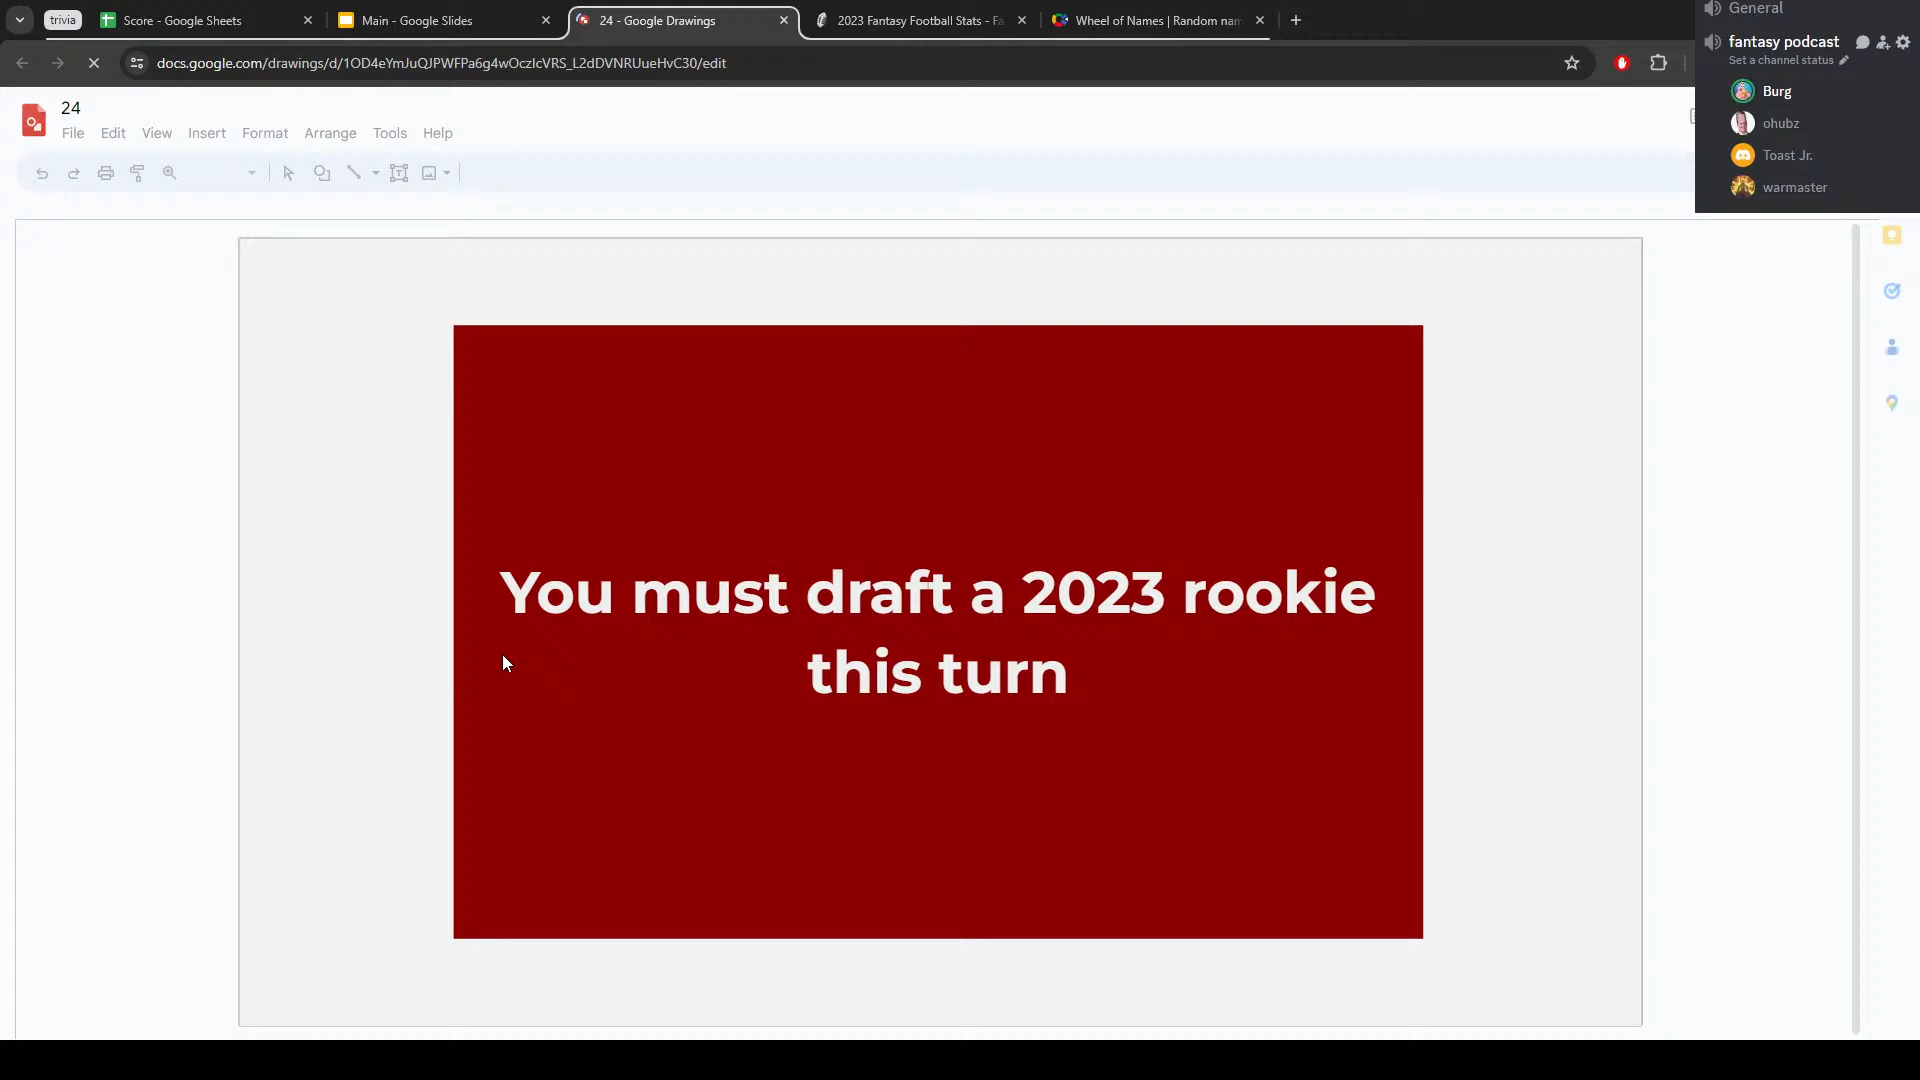 trivia
Score - Google Sheets
Main - Google Slides
24 - Google Drawings
2023 Fantasy Football Stats - Fa
Wheel of Names | Random nam
docs.google.com/drawings/d/1OD4eYmJuQJPWFPa6g4wOczlcVRS_L2dDVNRUueHvC30/edit
24
File Edit View Insert Format Arrange Tools Help
General
fantasy podcast
Set a channel status
Burg
ohubz
Toast Jr.
warmaster
You must draft a 2023 rookie
this turn